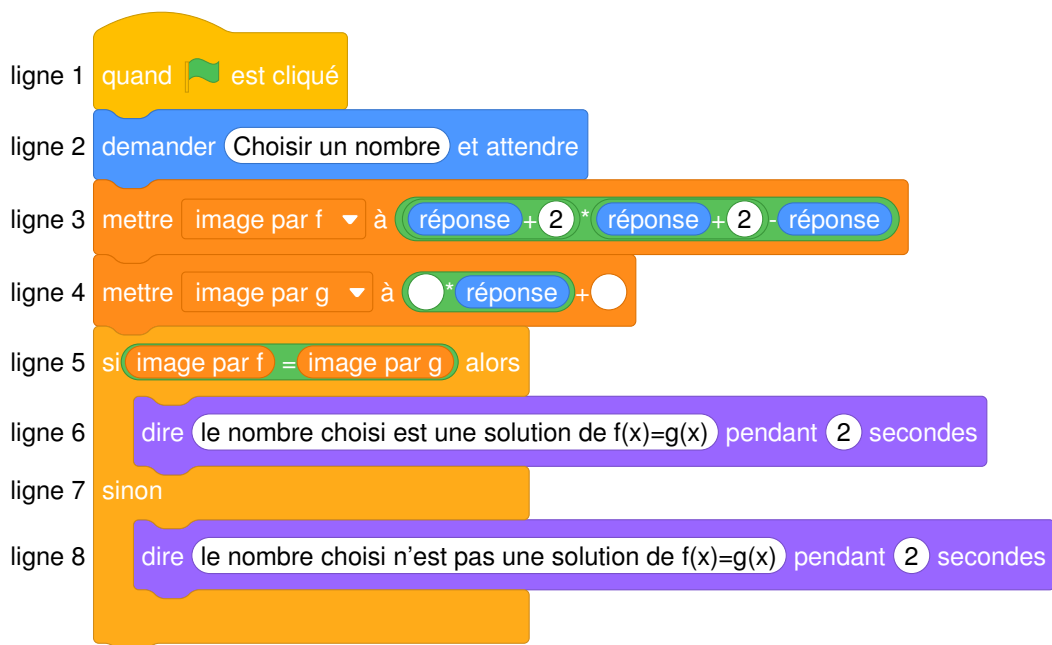 ligne 1 quand est cliqué
ligne 2 demander Choisir un nombre et attendre
ligne 3 mettre image par f à réponse + 2 * réponse + 2 - réponse
ligne 4 mettre image par g à * réponse +
ligne 5 si image par f = image par g alors
ligne 6 dire le nombre choisi est une solution de f(x)=g(x) pendant 2 secondes
ligne 7 sinon
ligne 8 dire le nombre choisi n'est pas une solution de f(x)=g(x) pendant 2 secondes